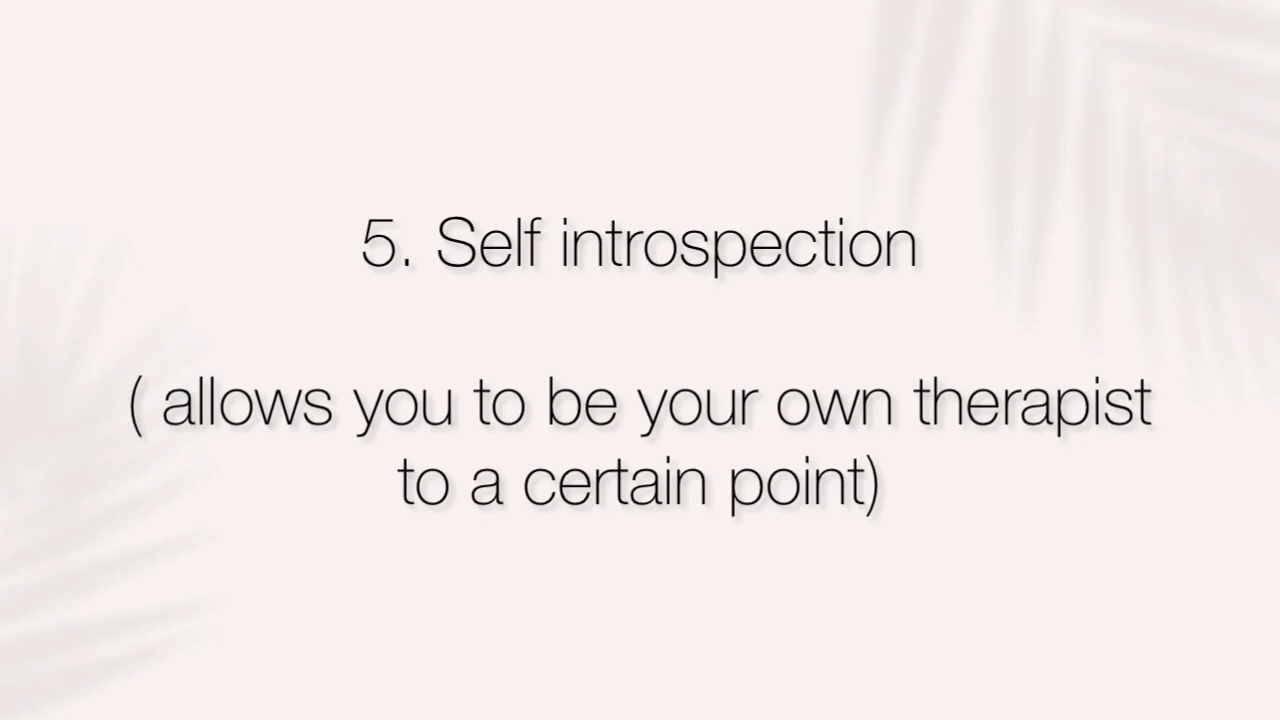 5. Self introspection
( allows you to be your own therapist
to a certain point)